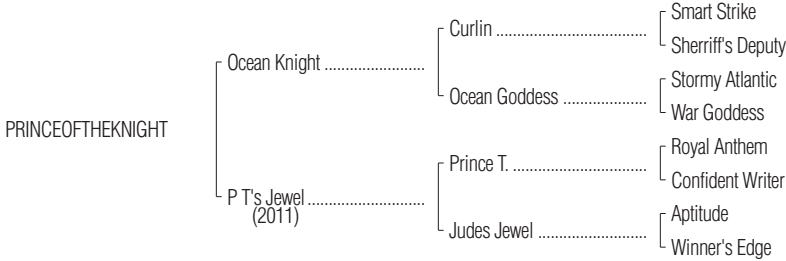 Smart Strike
Curlin ................................
Sherriff's Deputy
Ocean Knight ......................
Stormy Atlantic
Ocean Goddess ..................
War Goddess
PRINCEOFTHEKNIGHT
Royal Anthem
Prince T. .............................
Confident Writer
P T's Jewel .........................
(2011)
Aptitude
Judes Jewel .......................
Winner's Edge